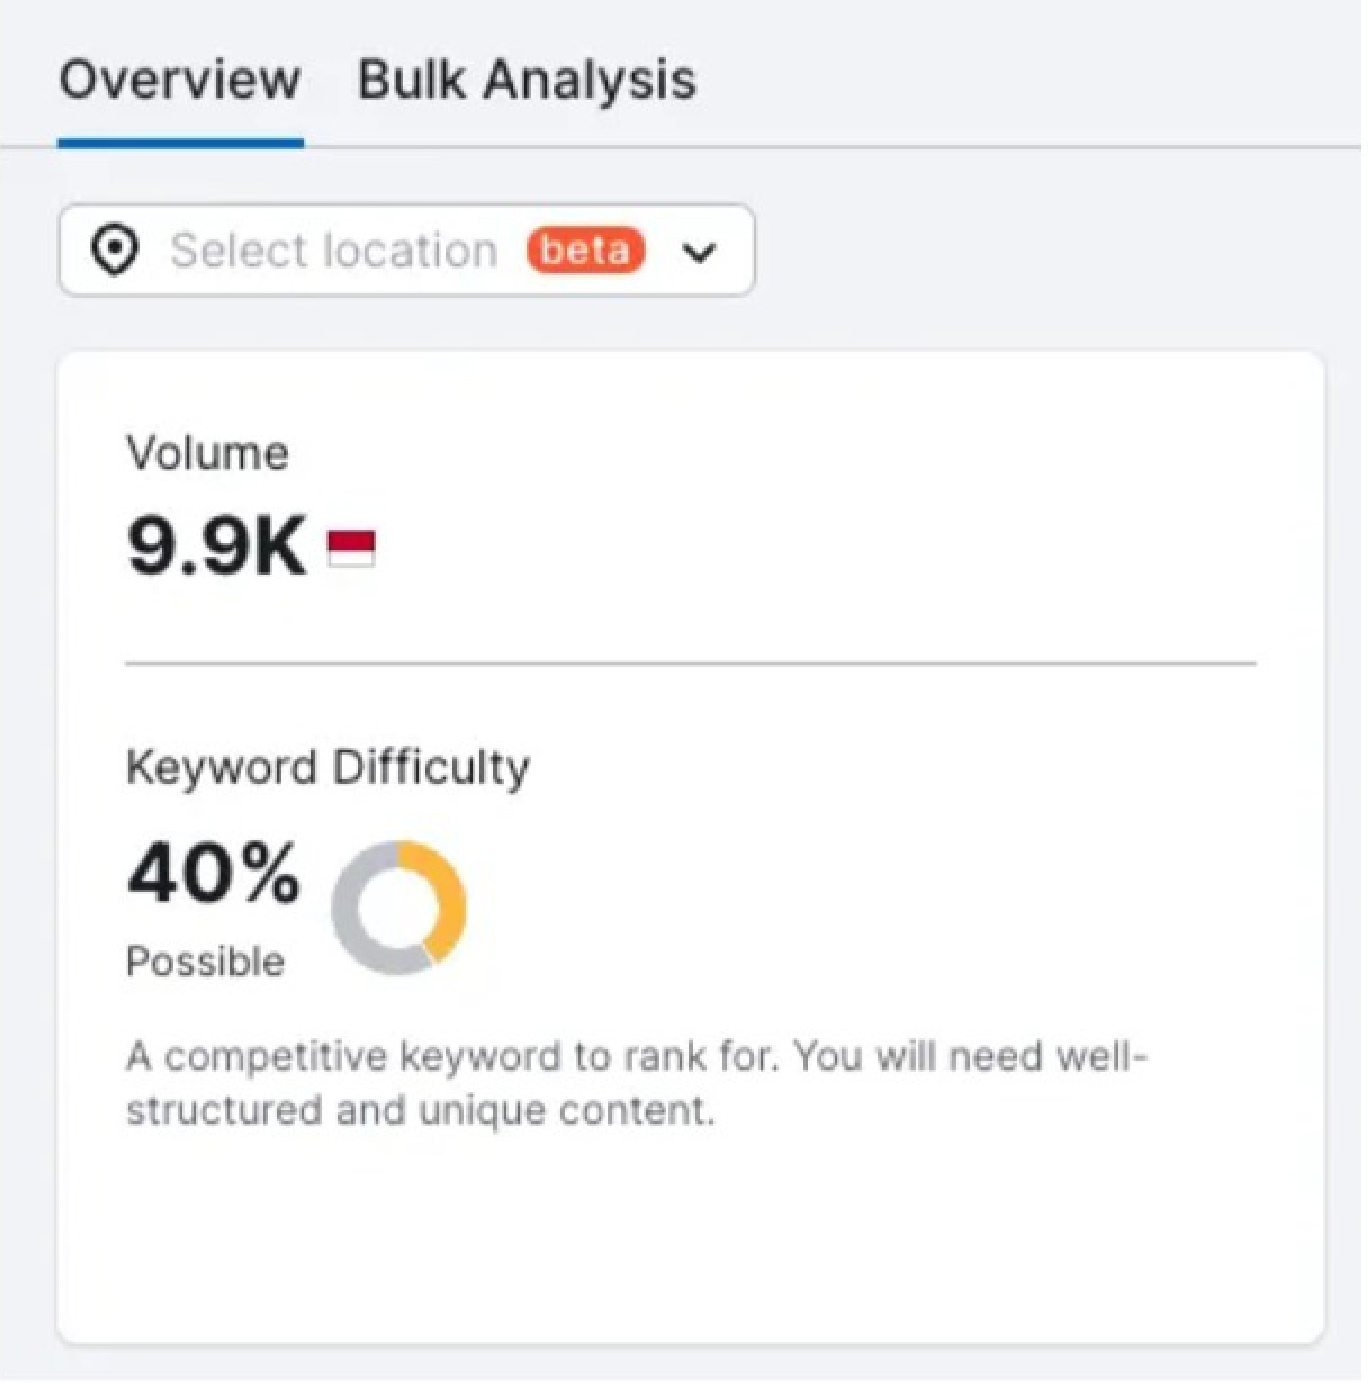 Overview Bulk Analysis
Select location beta
Volume
9.9K
Keyword Difficulty
40%
Possible
A competitive keyword to rank for. You will need well-
structured and unique content.